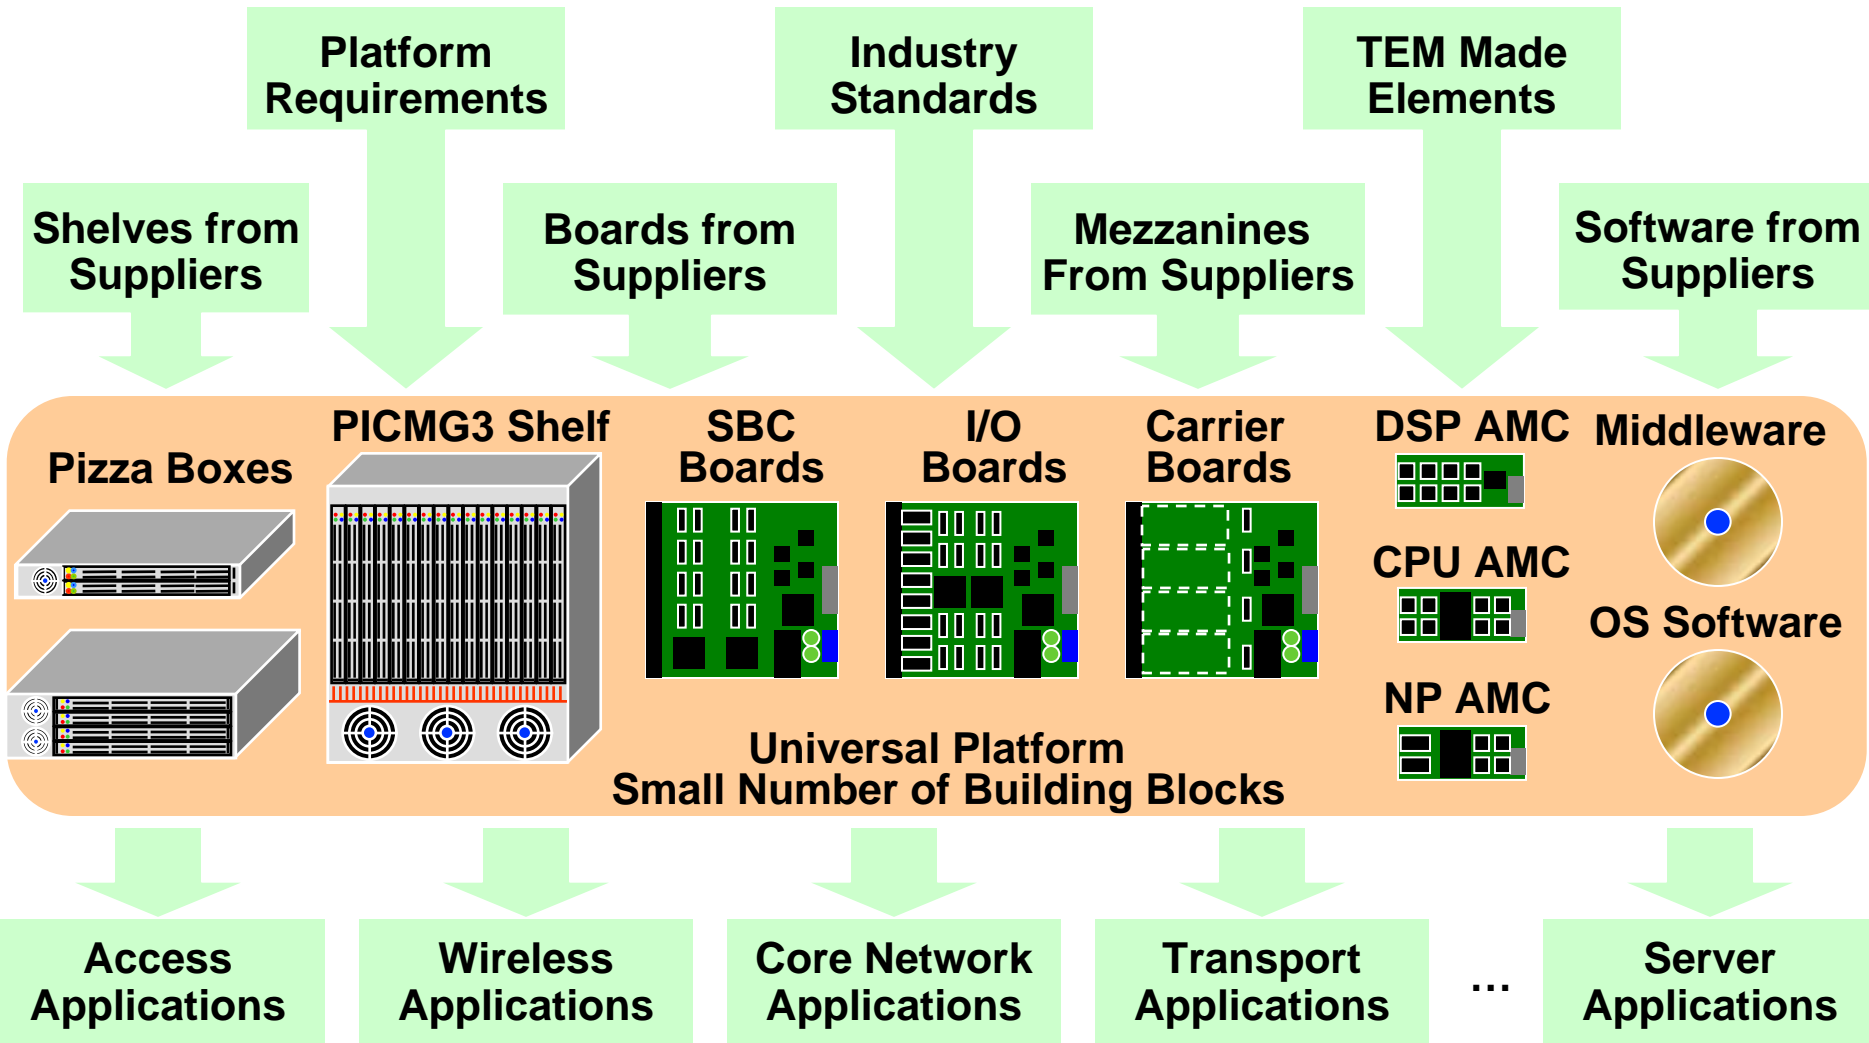 Platform
Requirements
Industry
Standards
TEM Made
Elements
Shelves from
Suppliers
Boards from
Suppliers
Mezzanines
From Suppliers
Software from
Suppliers
Pizza Boxes
PICMG3 Shelf
SBC
Boards
I/O
Boards
Carrier
Boards
DSP AMC
CPU AMC
NP AMC
Middleware
OS Software
Universal Platform
Small Number of Building Blocks
Access
Applications
Wireless
Applications
Core Network
Applications
Transport
Applications
...
Server
Applications